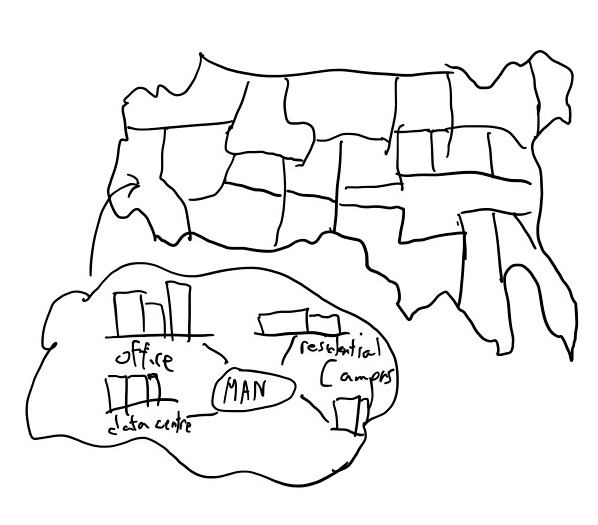 office
residential
Campus
MAN
data centre